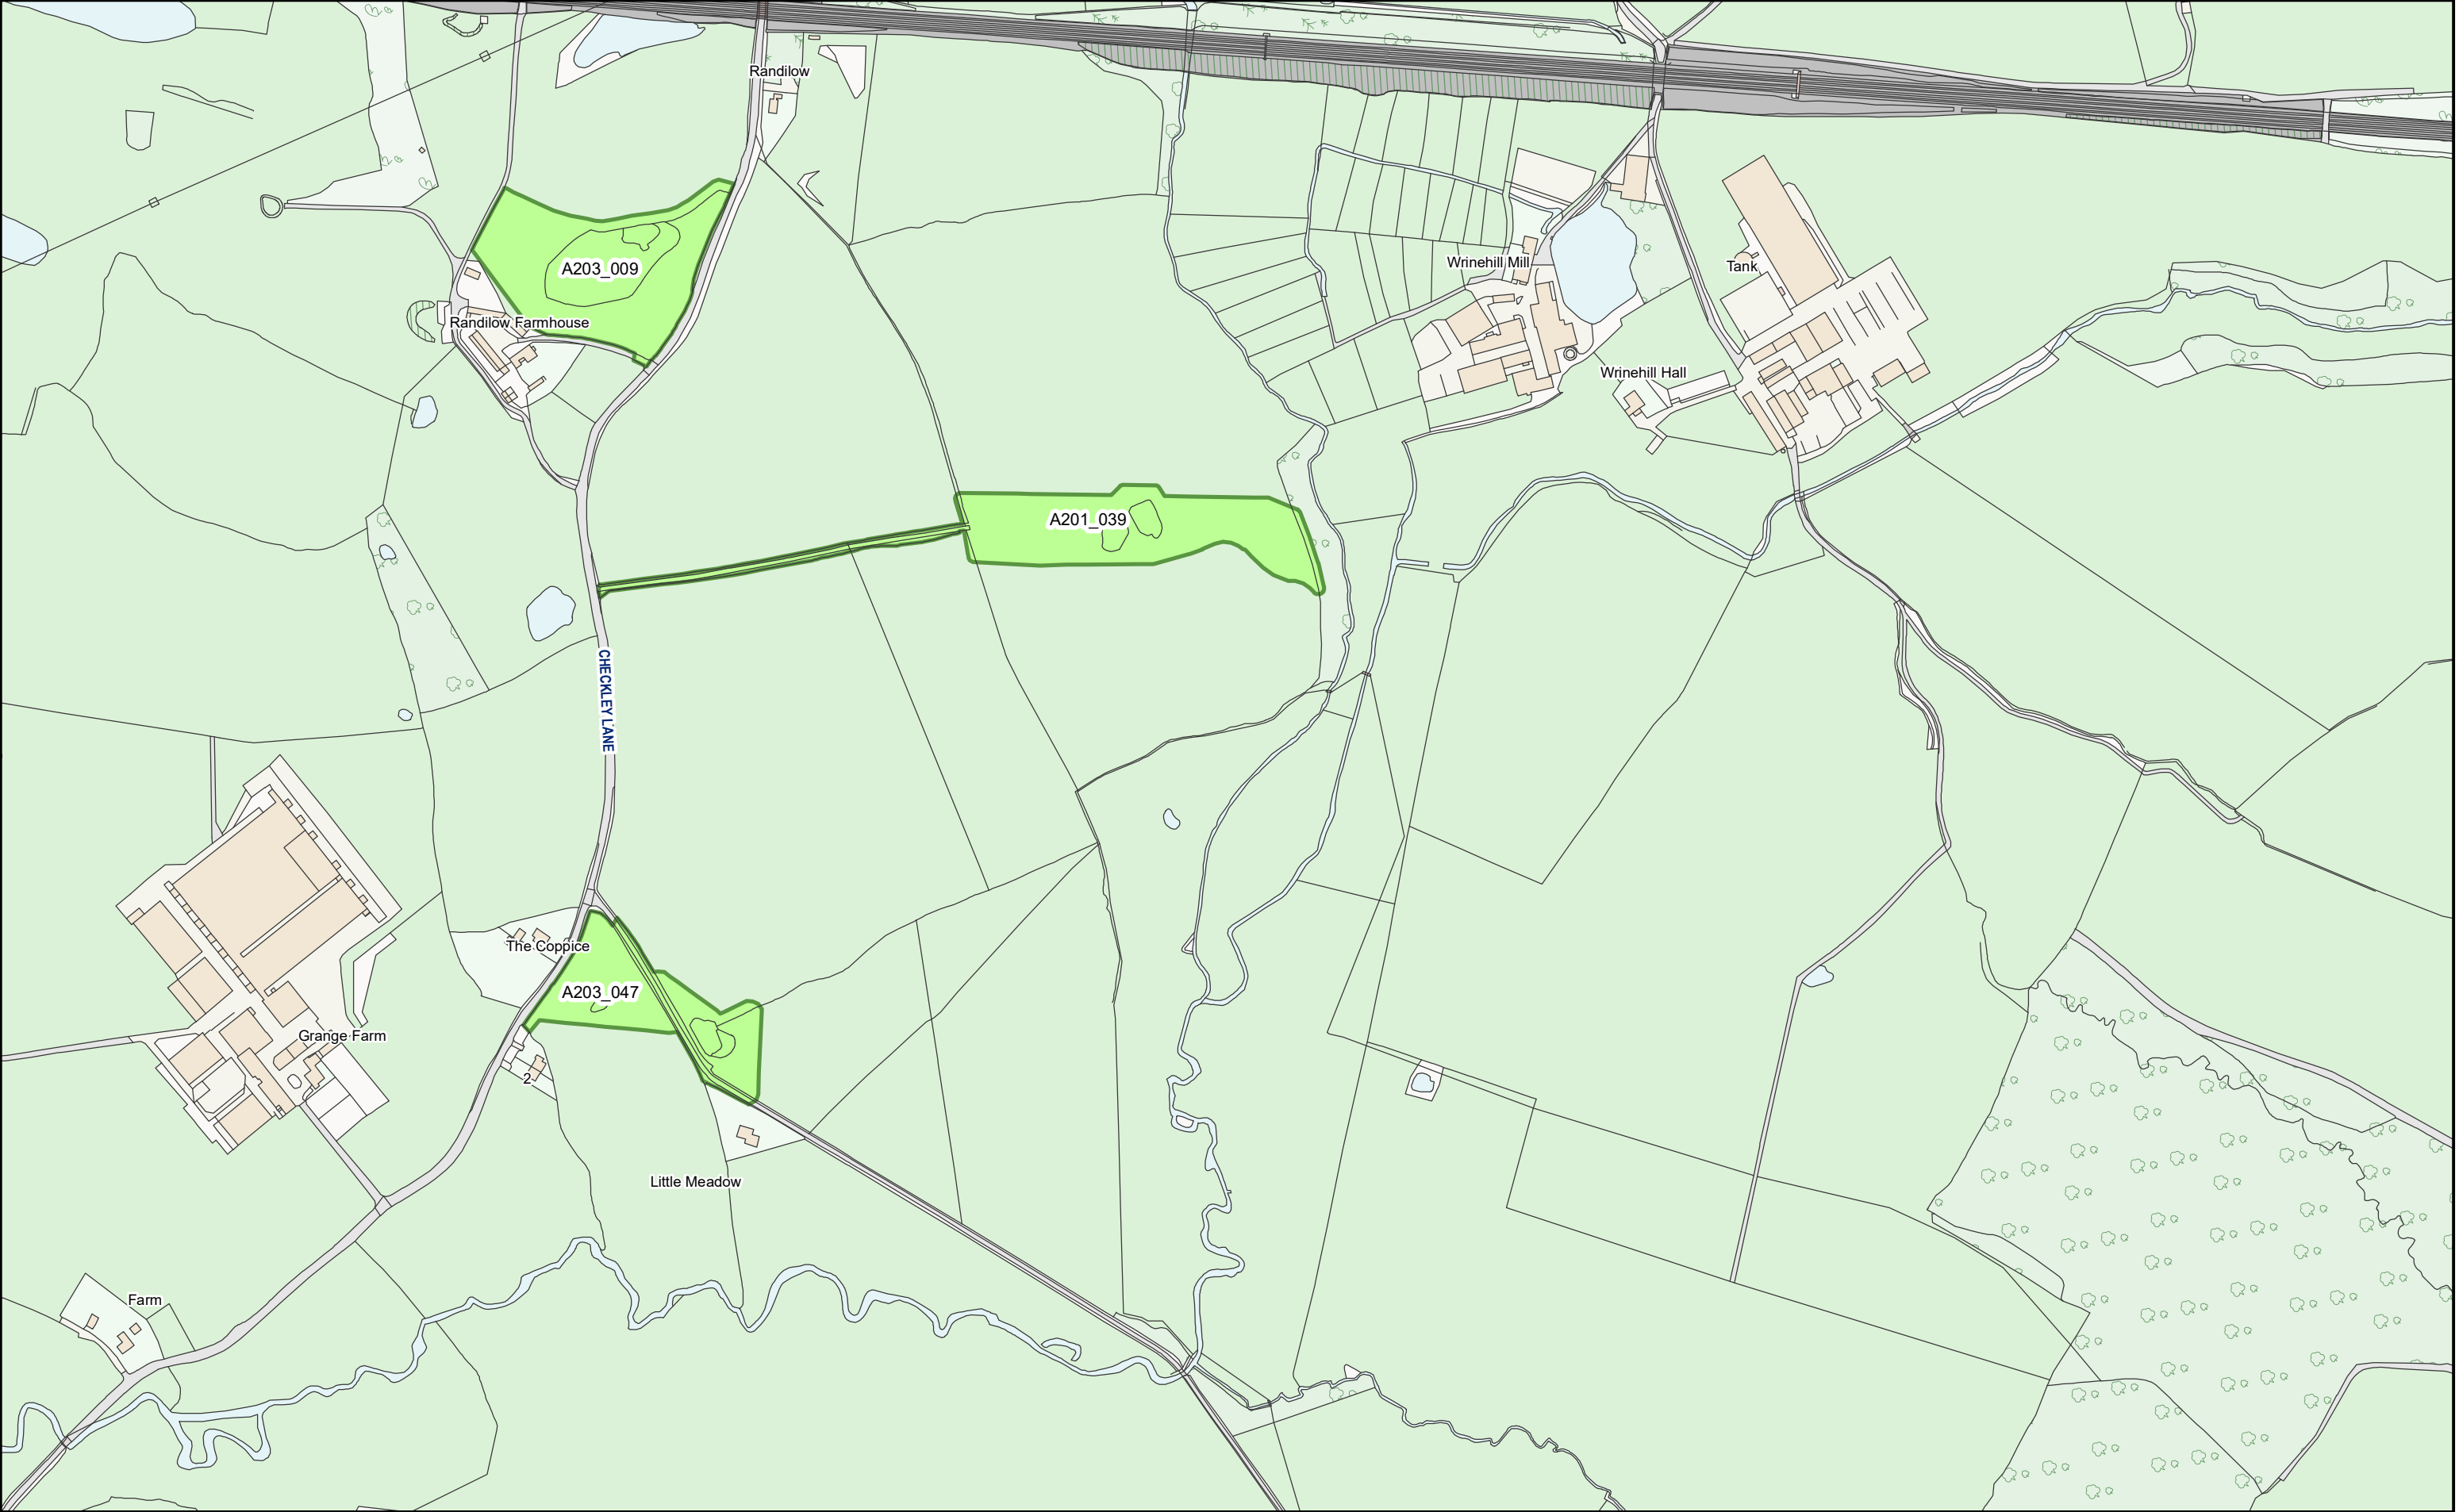 Randilow
A203_009
Wrinehill Mill
Tank
Randilow Farmhouse
Wrinehill Hall
A201_039
CHECKLEY LANE
The Coppice
A203_047
Grange Farm
2
Little Meadow
Farm